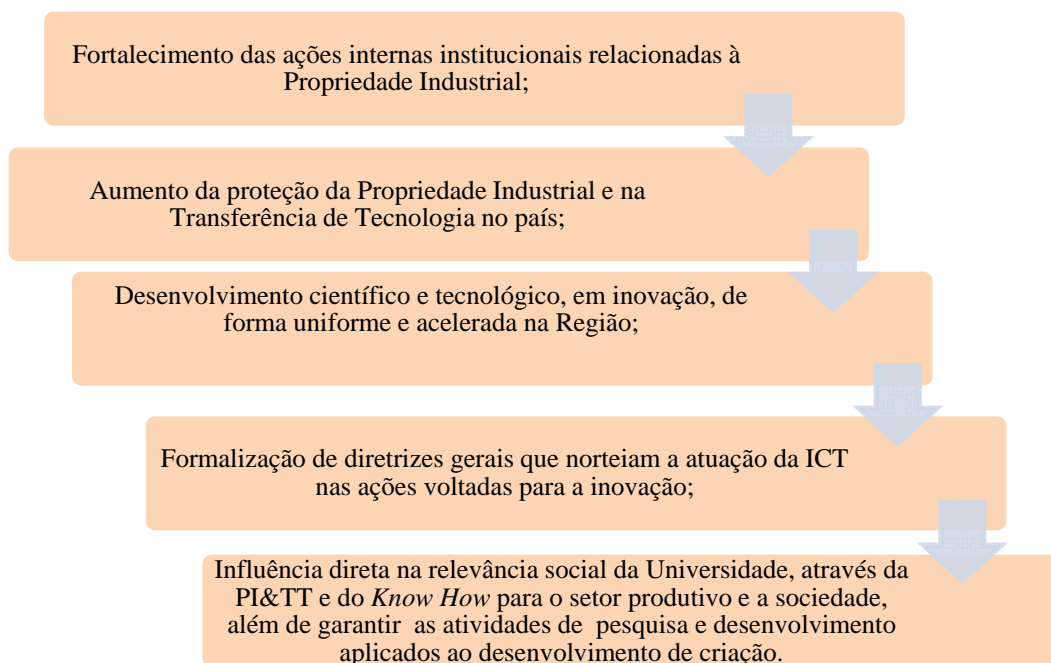 Fortalecimento das ações internas institucionais relacionadas à
Propriedade Industrial;
Aumento da proteção da Propriedade Industrial e na
Transferência de Tecnologia no país;
Desenvolvimento científico e tecnológico, em inovação, de
forma uniforme e acelerada na Região;
Formalização de diretrizes gerais que norteiam a atuação da ICT
nas ações voltadas para a inovação;
Influência direta na relevância social da Universidade, através da
PI&TT e do Know How para o setor produtivo e a sociedade,
além de garantir as atividades de pesquisa e desenvolvimento
aplicados ao desenvolvimento de criação.